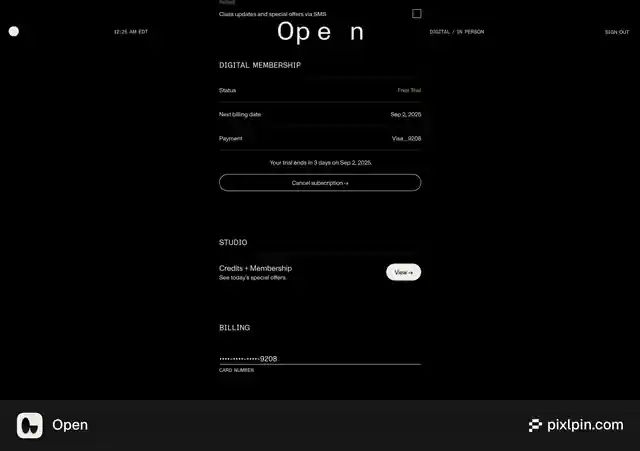 Class updates and special offers via SMS
Open
12:25 AM EDT
DIGITAL / IN PERSON
SIGN OUT
DIGITAL MEMBERSHIP
Status Free Trial
Next billing date Sep 2, 2025
Payment Visa...9208
Your trial ends in 3 days on Sep 2, 2025.
Cancel subscription→
STUDIO
Credits + Membership
See today's special offers.
View→
BILLING
••••-••••-••••-9208
CARD NUMBER
Open
pixlpin.com